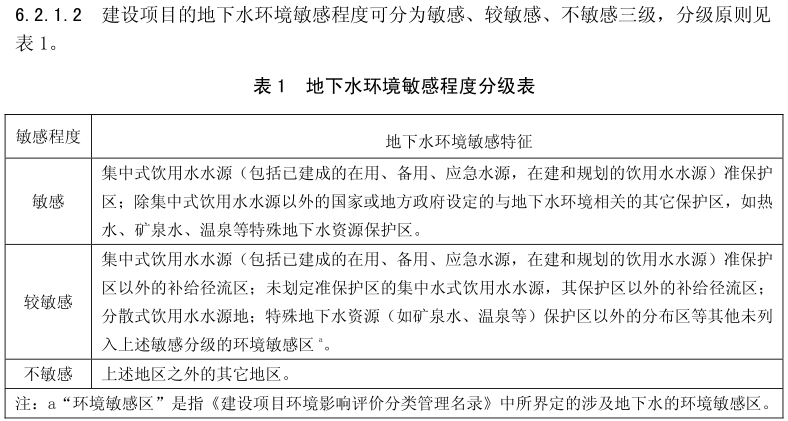 6.2.1.2 建设项目的地下水环境敏感程度可分为敏感、较敏感、不敏感三级，分级原则见
表 1。
表 1 地下水环境敏感程度分级表
敏感程度
地下水环境敏感特征
敏感
集中式饮用水水源（包括已建成的在用、备用、应急水源，在建和规划的饮用水水源）准保护
区；除集中式饮用水水源以外的国家或地方政府设定的与地下水环境相关的其它保护区，如热
水、矿泉水、温泉等特殊地下水资源保护区。
较敏感
集中式饮用水水源（包括已建成的在用、备用、应急水源，在建和规划的饮用水水源）准保护
区以外的补给径流区；未划定准保护区的集中水式饮用水水源，其保护区以外的补给径流区；
分散式饮用水水源地；特殊地下水资源（如矿泉水、温泉等）保护区以外的分布区等其他未列
入上述敏感分级的环境敏感区 a。
不敏感
上述地区之外的其它地区。
注：a“环境敏感区”是指《建设项目环境影响评价分类管理名录》中所界定的涉及地下水的环境敏感区。